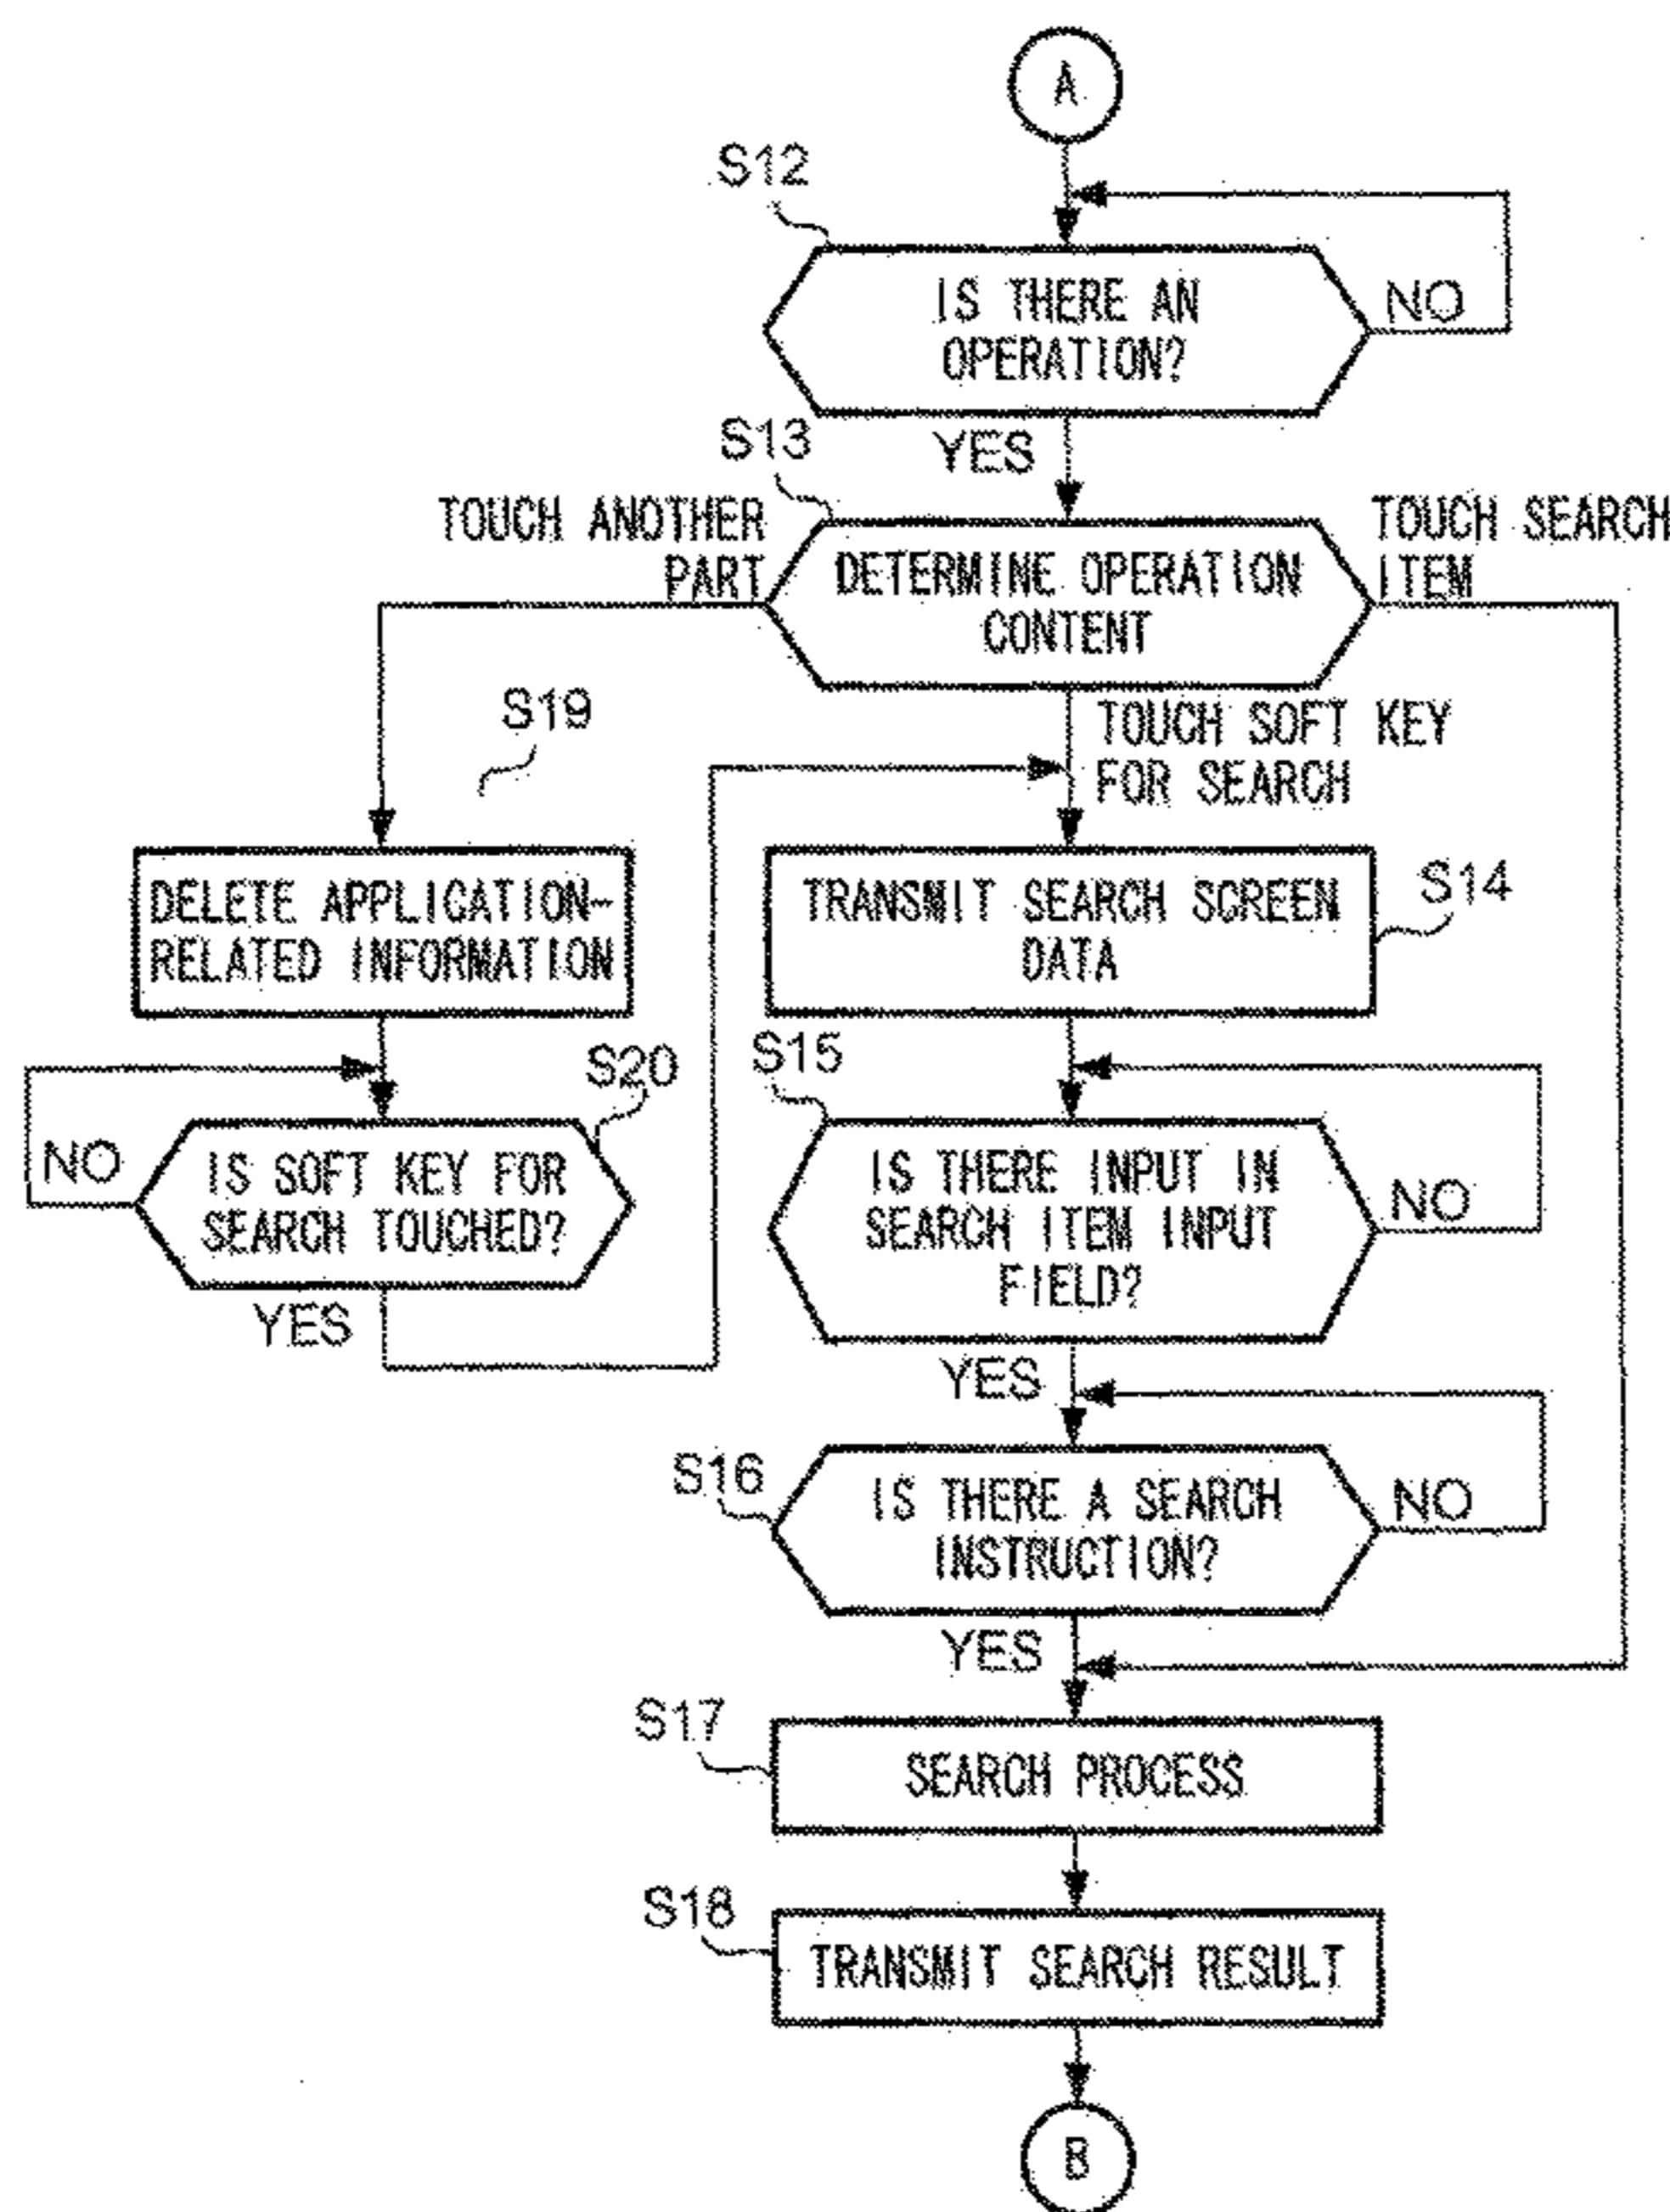 A
S12
IS THERE AN
OPERATION?
NO
YES
S13
TOUCH ANOTHER
PART
DETERMINE OPERATION
CONTENT
TOUCH SEARCH
ITEM
S19
TOUCH SOFT KEY
FOR SEARCH
DELETE APPLICATION-
RELATED INFORMATION
TRANSMIT SEARCH SCREEN
DATA
S14
S20
IS SOFT KEY FOR
SEARCH TOUCHED?
NO
YES
S15
IS THERE INPUT IN
SEARCH ITEM INPUT
FIELD?
NO
YES
S16
IS THERE A SEARCH
INSTRUCTION?
NO
YES
S17
SEARCH PROCESS
S18
TRANSMIT SEARCH RESULT
B